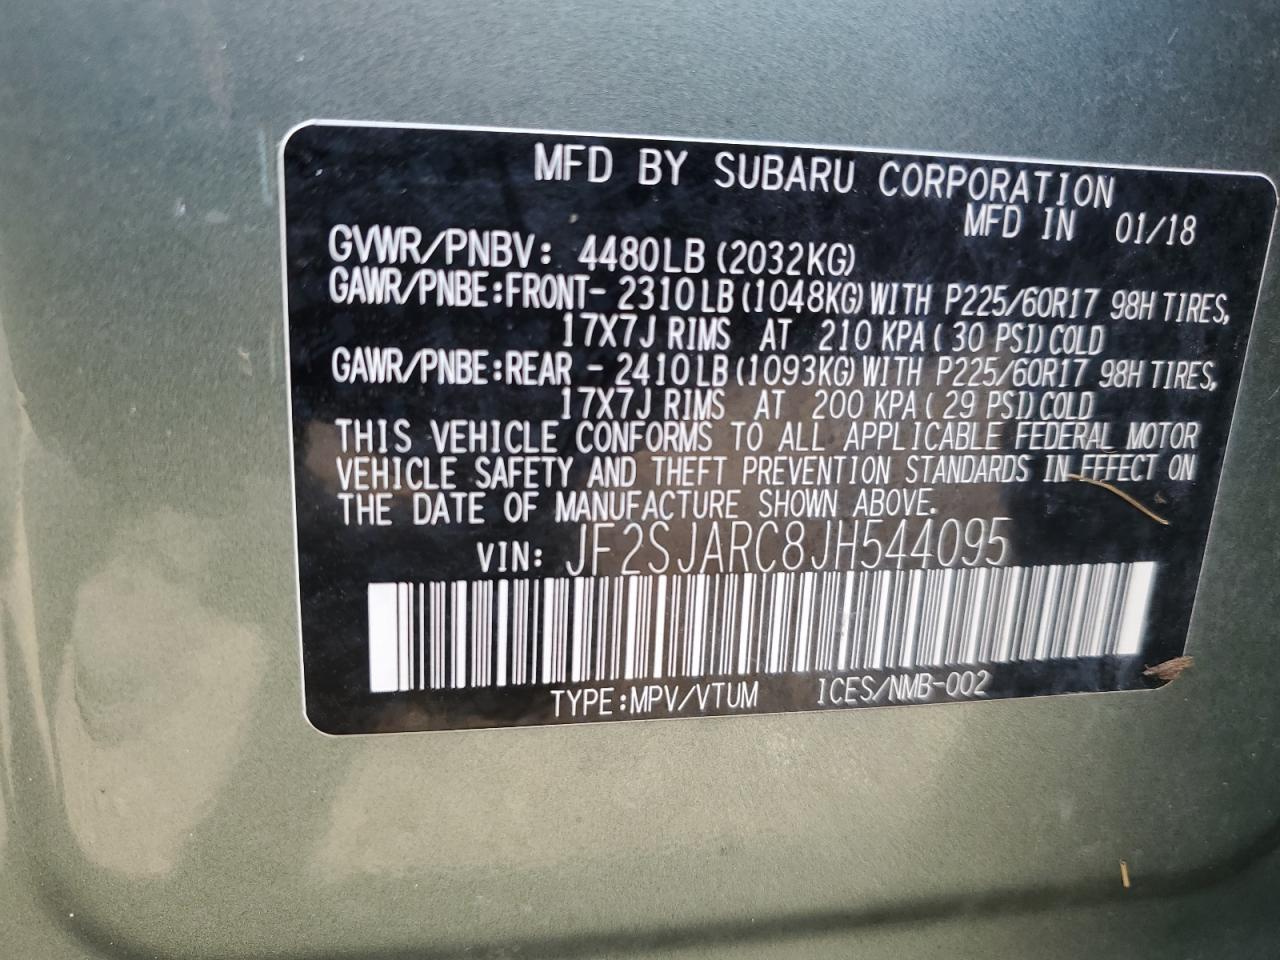 MFD BY SUBARU CORPORATION
MFD IN 01/18
GVWR/PNBV: 4480LB (2032KG)
GAWR/PNBE:FRONT- 2310LB (1048KG) WITH P225/60R17 98H TIRES,
17X7J RIMS AT 210 KPA ( 30 PSI) COLD
GAWR/PNBE:REAR - 2410LB (1093KG) WITH P225/60R17 98H TIRES,
17X7J RIMS AT 200 KPA ( 29 PSI) COLD
THIS VEHICLE CONFORMS TO ALL APPLICABLE FEDERAL MOTOR
VEHICLE SAFETY AND THEFT PREVENTION STANDARDS IN EFFECT ON
THE DATE OF MANUFACTURE SHOWN ABOVE.
VIN: JF2SJARC8JH544095
TYPE:MPV/VTUM ICES/NMB-002